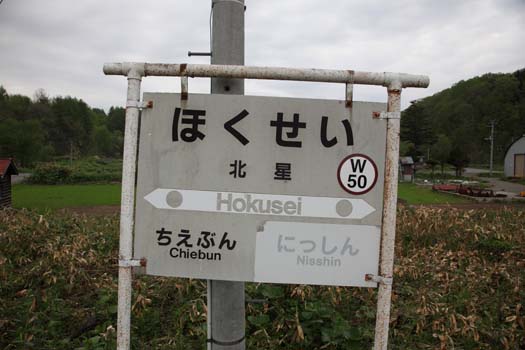 ほくせい
北星
W
50
Hokusei
ちえぶん
Chiebun
にっしん
Nisshin